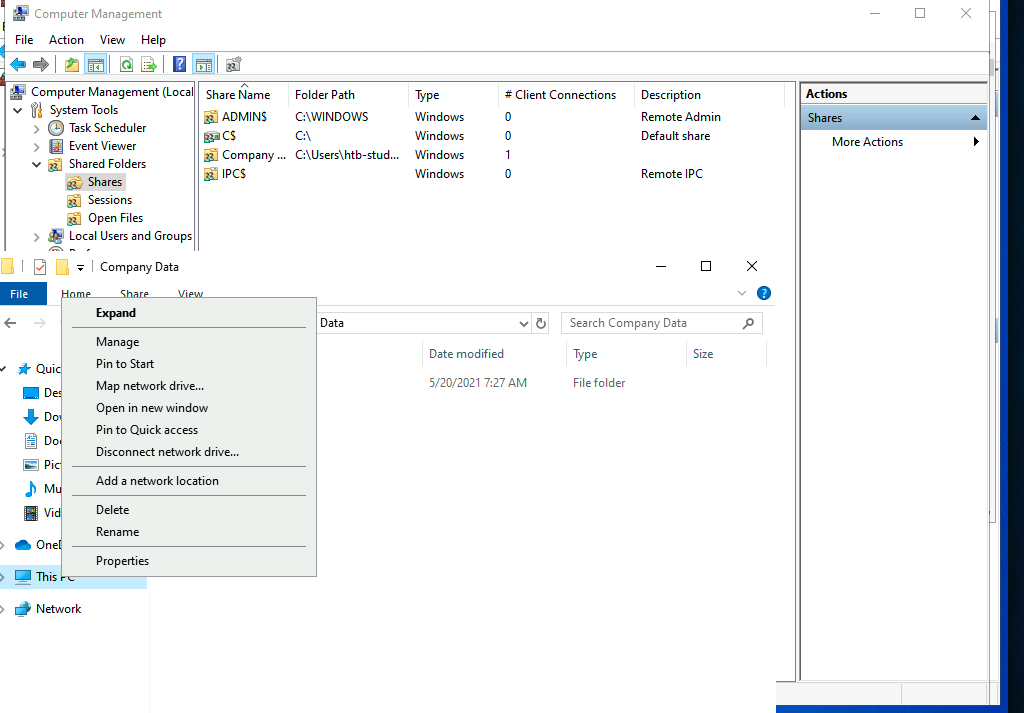 Computer Management
File Action View Help
Computer Management (Local
System Tools
Task Scheduler
Event Viewer
Shared Folders
Shares
Sessions
Open Files
Local Users and Groups
Share Name Folder Path Type # Client Connections Description
ADMIN$ C:\WINDOWS Windows 0 Remote Admin
C$ C:\ Windows 0 Default share
Company ... C:\Users\htb-stud... Windows 1
IPC$ Windows 0 Remote IPC
Actions
Shares
More Actions
Company Data
File Home Share View
Data Search Company Data
Date modified Type Size
5/20/2021 7:27 AM File folder
Quic
Des
Dow
Doc
Pict
Mu
Vid
OneD
This PC
Network
Expand
Manage
Pin to Start
Map network drive...
Open in new window
Pin to Quick access
Disconnect network drive...
Add a network location
Delete
Rename
Properties